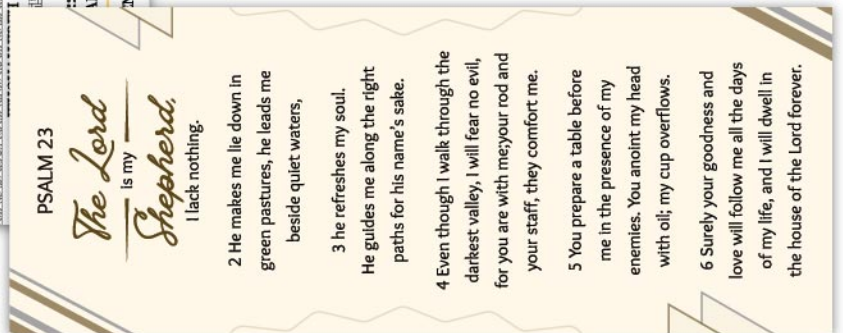 PSALM 23
The Lord
is my
Shepherd,
I lack nothing.
2 He makes me lie down in
green pastures, he leads me
beside quiet waters,
3 he refreshes my soul.
He guides me along the right
paths for his name's sake.
4 Even though I walk through the
darkest valley, I will fear no evil,
for you are with me;your rod and
your staff, they comfort me.
5 You prepare a table before
me in the presence of my
enemies. You anoint my head
with oil; my cup overflows.
6 Surely your goodness and
love will follow me all the days
of my life, and I will dwell in
the house of the Lord forever.